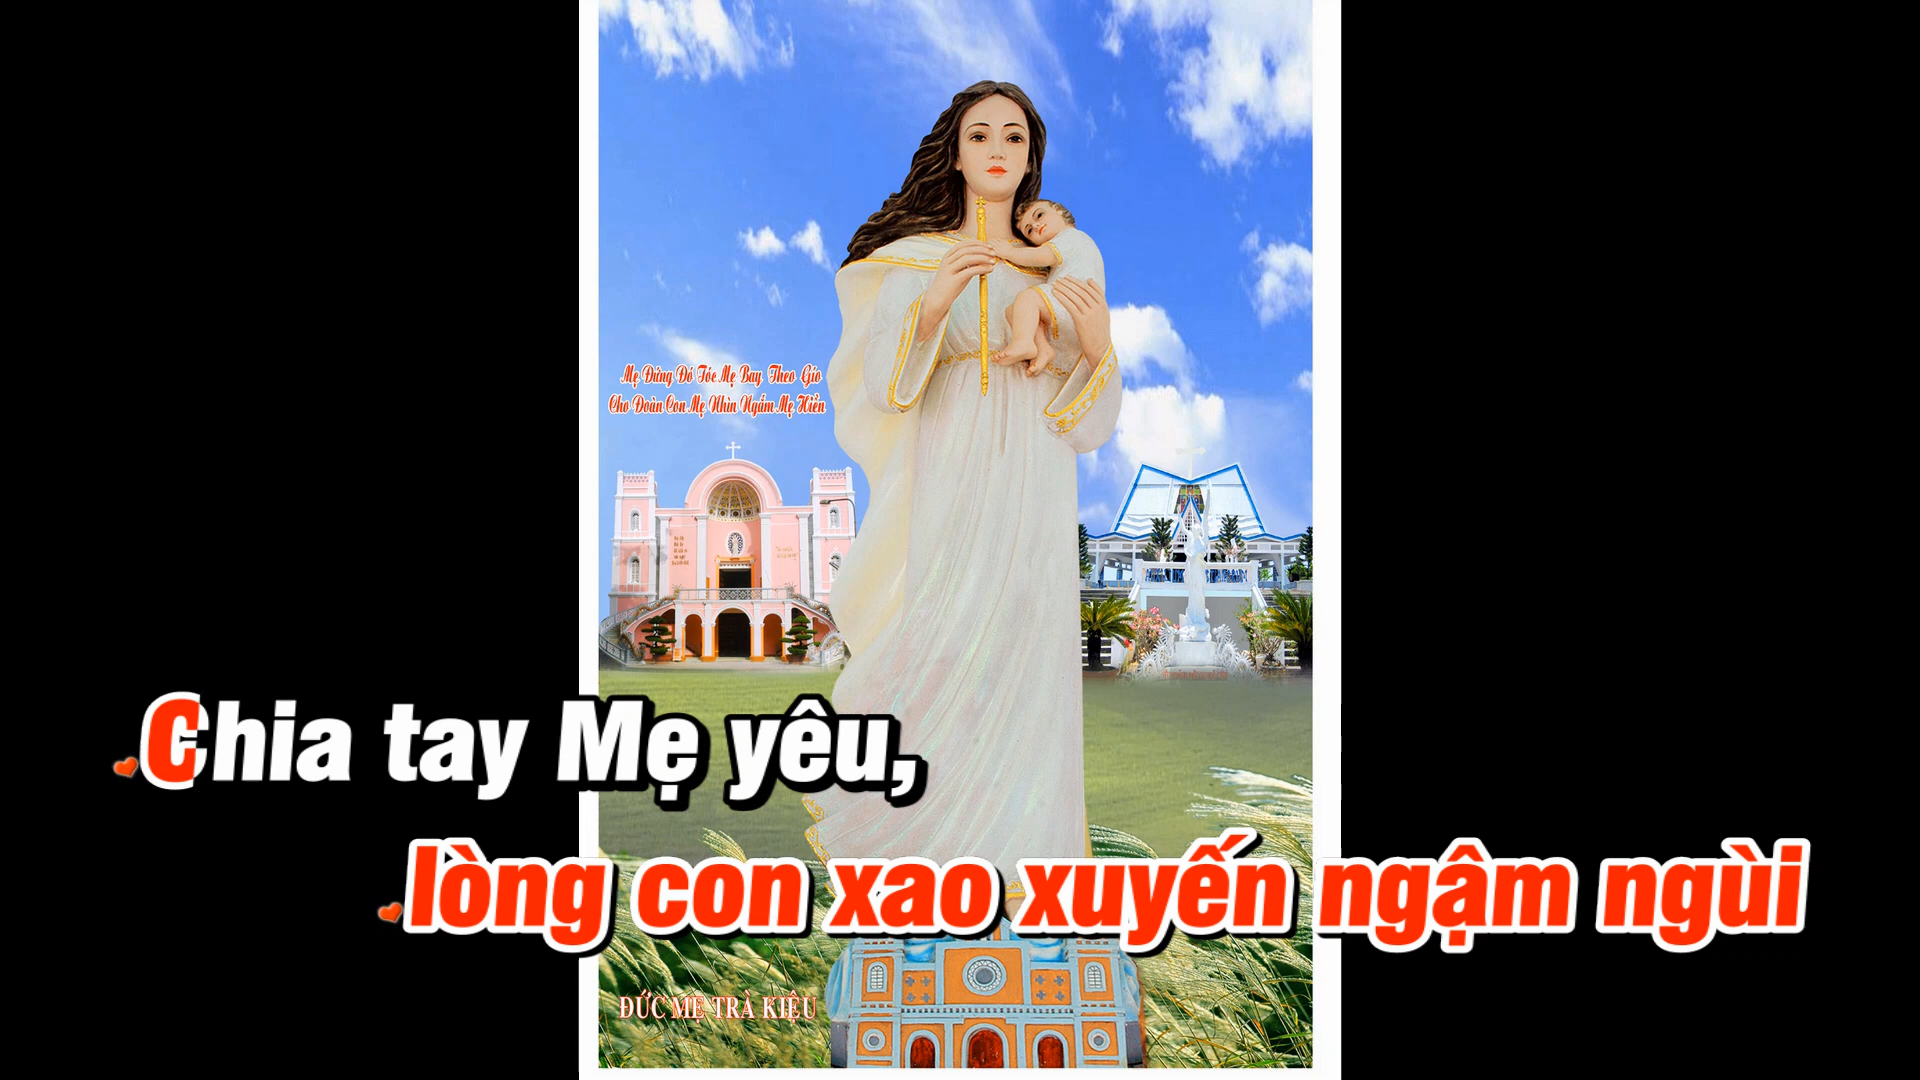 Mẹ Đứng Đó Tóc Mẹ Bay Theo Gío
Cho Đoàn Con Mẹ Nhìn Ngắm Mẹ Hiền
Chia tay Mẹ yêu,
lòng con xao xuyến ngậm ngùi
ĐỨC MẸ TRÀ KIỆU